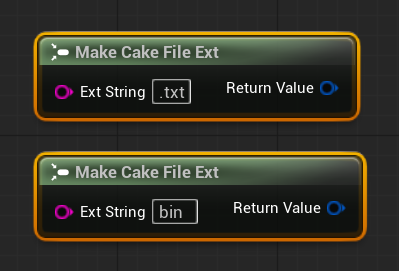 Make Cake File Ext
Ext String .txt Return Value
Make Cake File Ext
Ext String bin Return Value